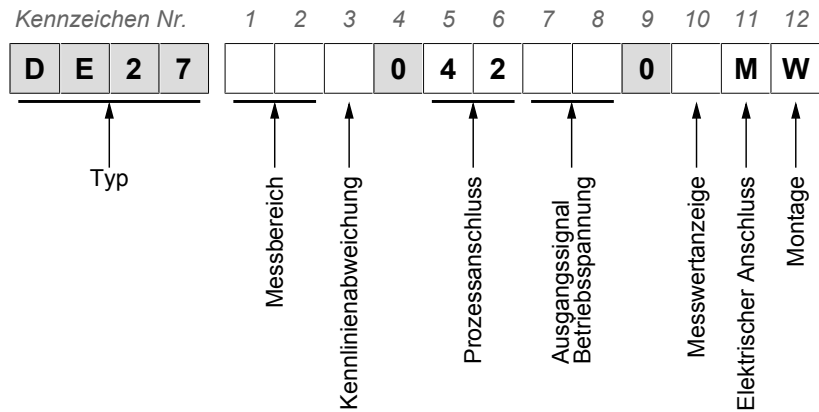 Kennzeichen Nr. 1 2 3 4 5 6 7 8 9 10 11 12
D E 2 7 0 4 2 0 M W
Typ
Messbereich
Kennlinienabweichung
Prozessanschluss
Ausgangssignal
Betriebsspannung
Messwertanzeige
Elektrischer Anschluss
Montage